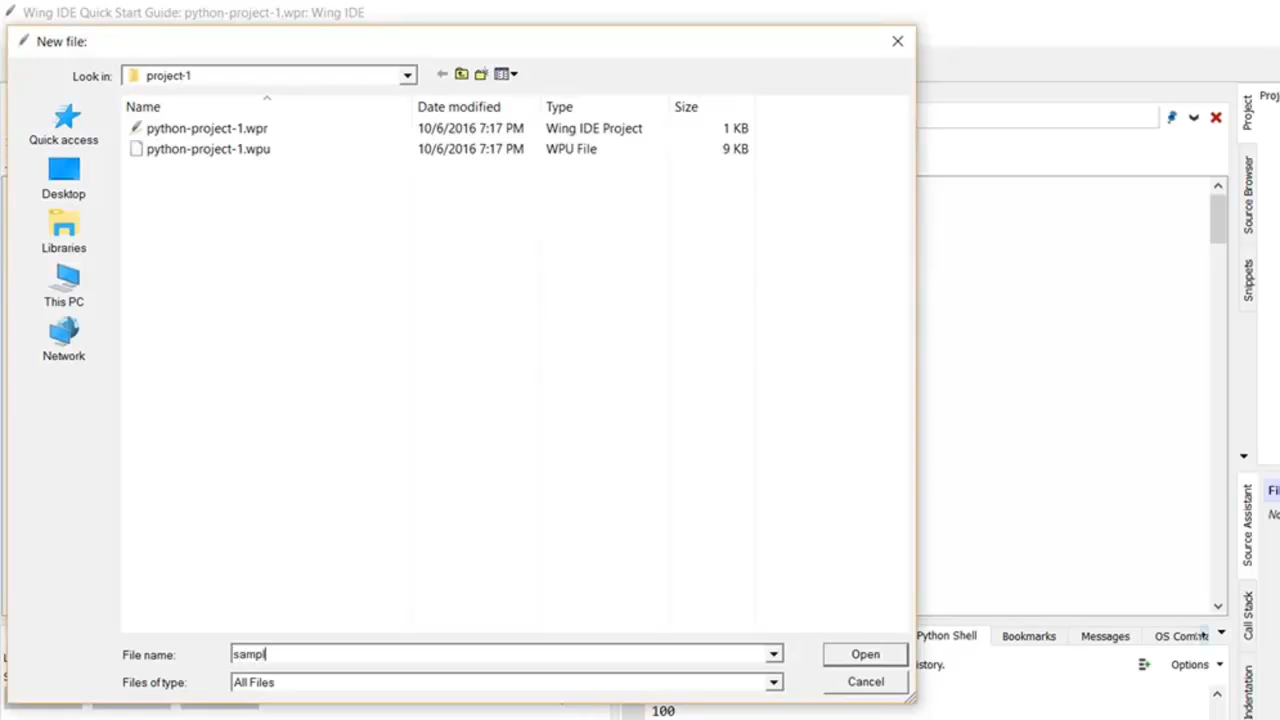 Wing IDE Quick Start Guide: python-project-1.wpr: Wing IDE
New file:
Look in: project-1
Name Date modified Type Size
python-project-1.wpr 10/6/2016 7:17 PM Wing IDE Project 1 KB
python-project-1.wpu 10/6/2016 7:17 PM WPU File 9 KB
Quick access
Desktop
Libraries
This PC
Network
File name: sampl Open
Files of type: All Files Cancel
Project
Source Browser
Snippets
Source Assistant
Call Stack
Indentation
Python Shell Bookmarks Messages OS Comm
Options
100